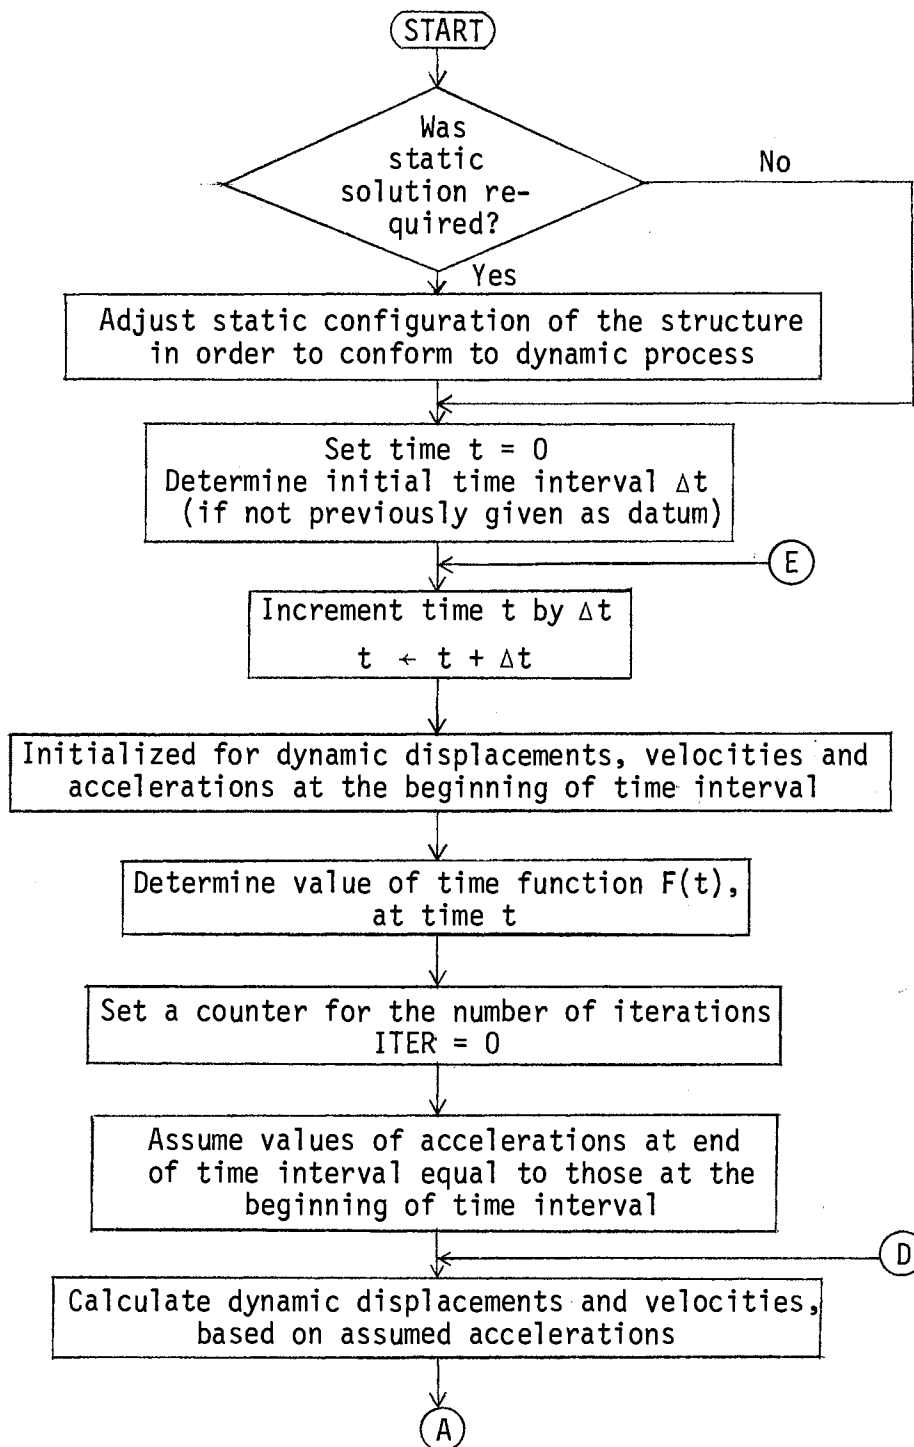 START
Was
static
solution re-
quired?
No
Yes
Adjust static configuration of the structure
in order to conform to dynamic process
Set time t = 0
Determine initial time interval Δt
(if not previously given as datum)
E
Increment time t by Δt
t ← t + Δt
Initialized for dynamic displacements, velocities and
accelerations at the beginning of time interval
Determine value of time function F(t),
at time t
Set a counter for the number of iterations
ITER = 0
Assume values of accelerations at end
of time interval equal to those at the
beginning of time interval
D
Calculate dynamic displacements and velocities,
based on assumed accelerations
A